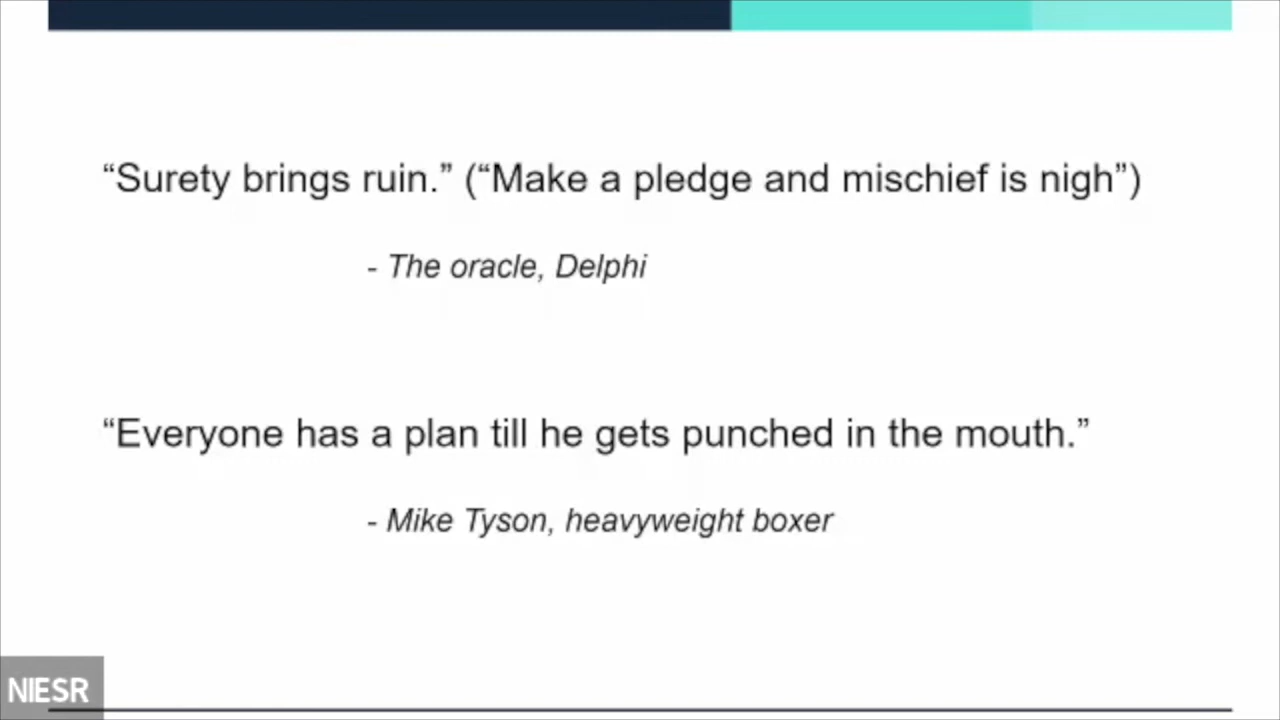 “Surety brings ruin.” (“Make a pledge and mischief is nigh”)
- The oracle, Delphi
“Everyone has a plan till he gets punched in the mouth.”
- Mike Tyson, heavyweight boxer
NIESR